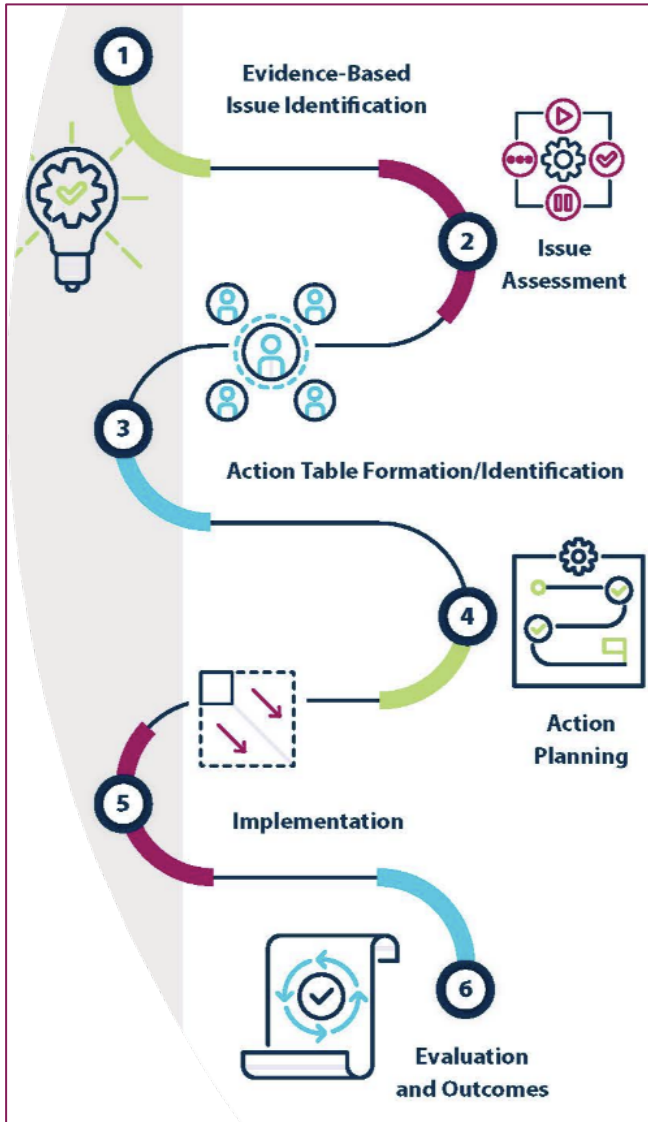 1
Evidence-Based
Issue Identification
2
Issue
Assessment
3
Action Table Formation/Identification
4
Action
Planning
5
Implementation
6
Evaluation
and Outcomes